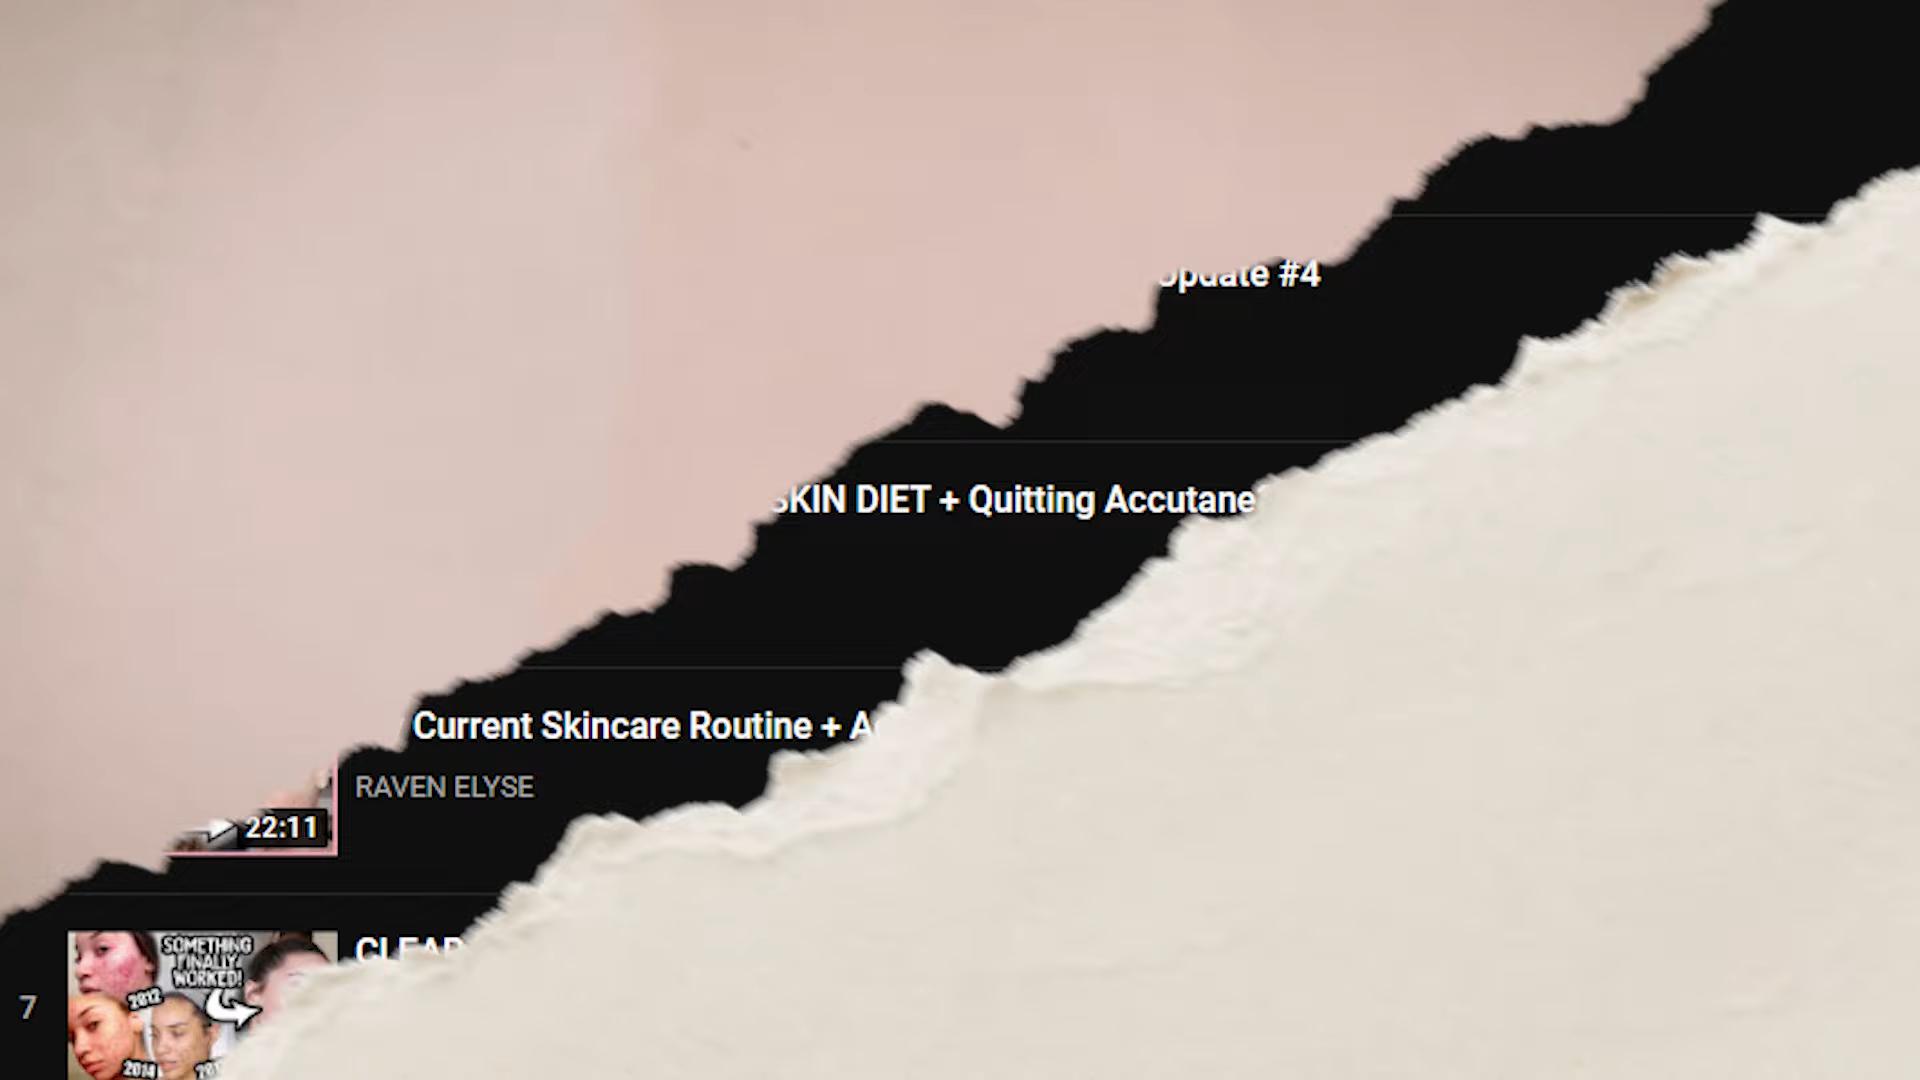 Update #4
SKIN DIET + Quitting Accutane
Current Skincare Routine +
RAVEN ELYSE
22:11
7
SOMETHING
FINALLY
WORKED!
2012
2014
CLEAR